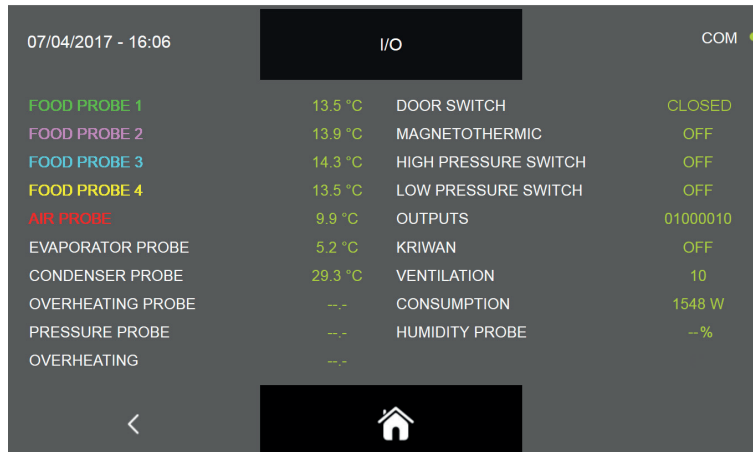 07/04/2017 - 16:06 I/O COM
FOOD PROBE 1 13.5 °C DOOR SWITCH CLOSED
FOOD PROBE 2 13.9 °C MAGNETOTHERMIC OFF
FOOD PROBE 3 14.3 °C HIGH PRESSURE SWITCH OFF
FOOD PROBE 4 13.5 °C LOW PRESSURE SWITCH OFF
AIR PROBE 9.9 °C OUTPUTS 01000010
EVAPORATOR PROBE 5.2 °C KRIWAN OFF
CONDENSER PROBE 29.3 °C VENTILATION 10
OVERHEATING PROBE --.- CONSUMPTION 1548 W
PRESSURE PROBE --.- HUMIDITY PROBE --%
OVERHEATING --.-